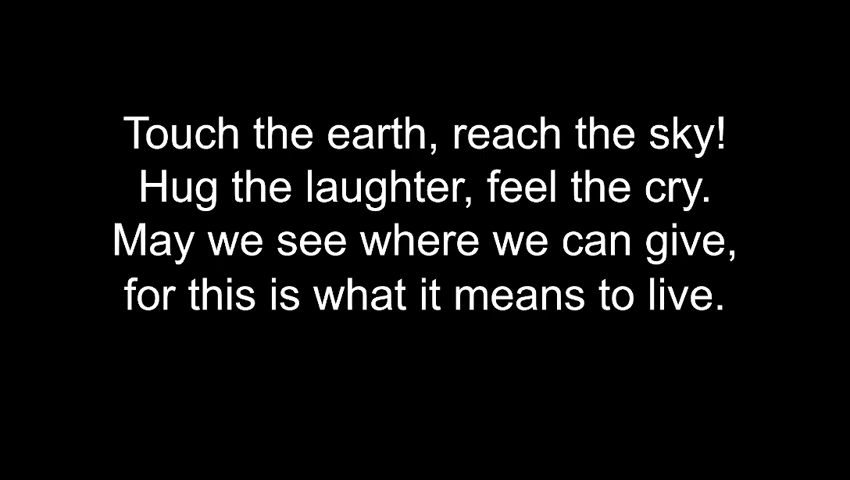 Touch the earth, reach the sky!
Hug the laughter, feel the cry.
May we see where we can give,
for this is what it means to live.